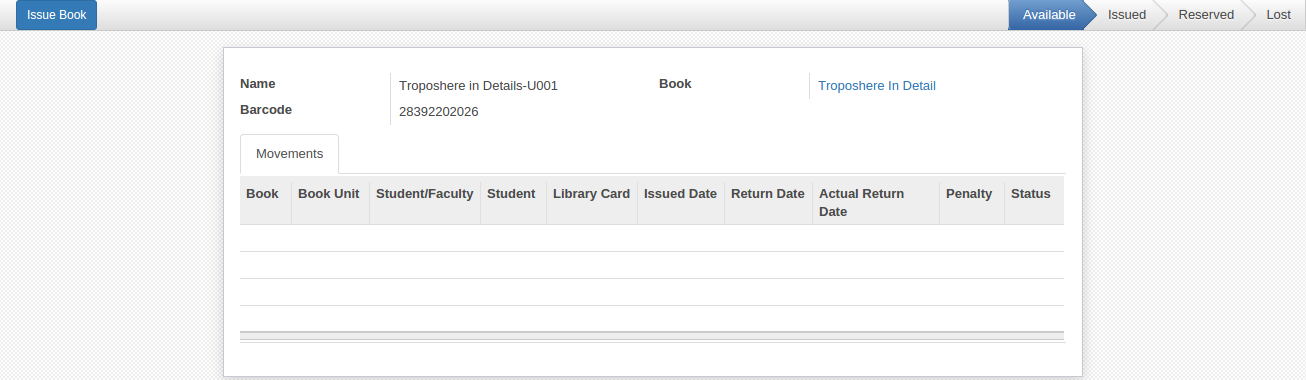 Issue Book
Available
Issued
Reserved
Lost
Name
Troposhere in Details-U001
Book
Troposhere In Detail
Barcode
28392202026
Movements
Book
Book Unit
Student/Faculty
Student
Library Card
Issued Date
Return Date
Actual Return
Date
Penalty
Status